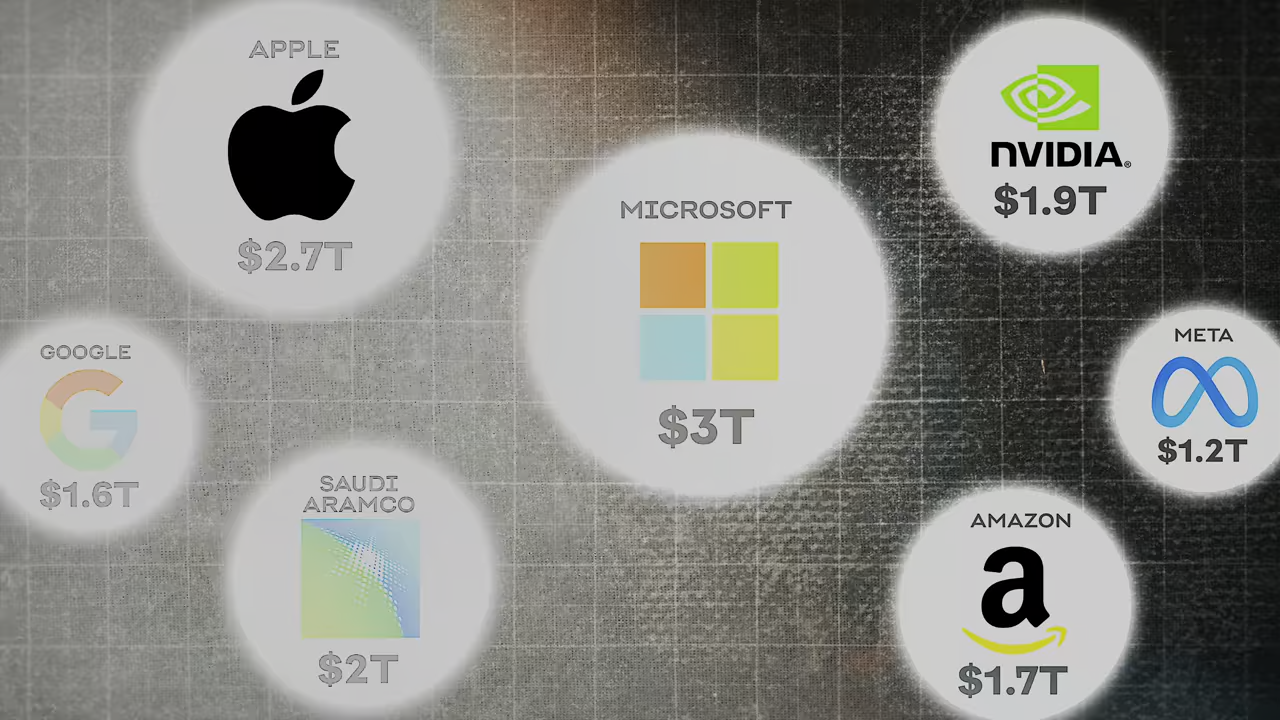 APPLE
$2.7T
NVIDIA®
$1.9T
MICROSOFT
$3T
GOOGLE
G
$1.6T
META
$1.2T
SAUDI
ARAMCO
$2T
AMAZON
a
$1.7T